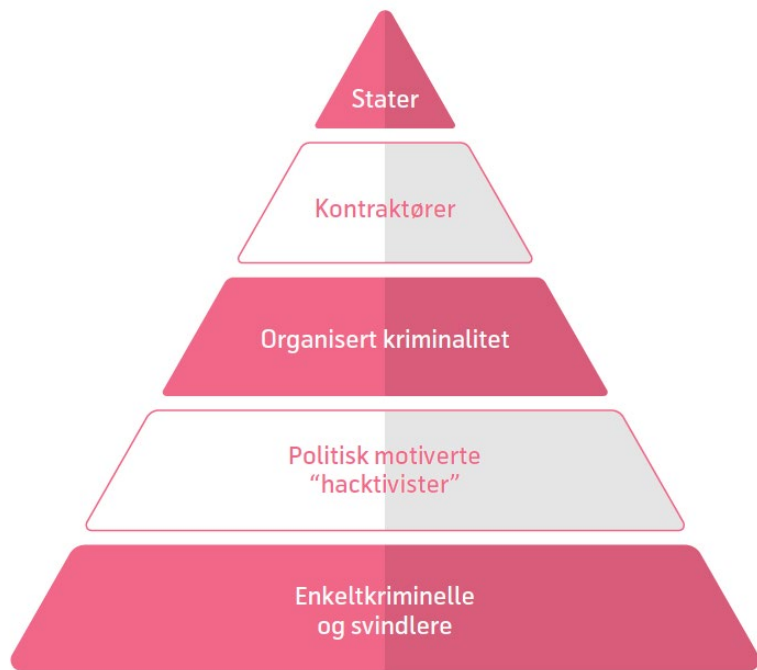 Stater
Kontraktører
Organisert kriminalitet
Politisk motiverte
“hacktivister”
Enkeltkriminelle
og svindlere